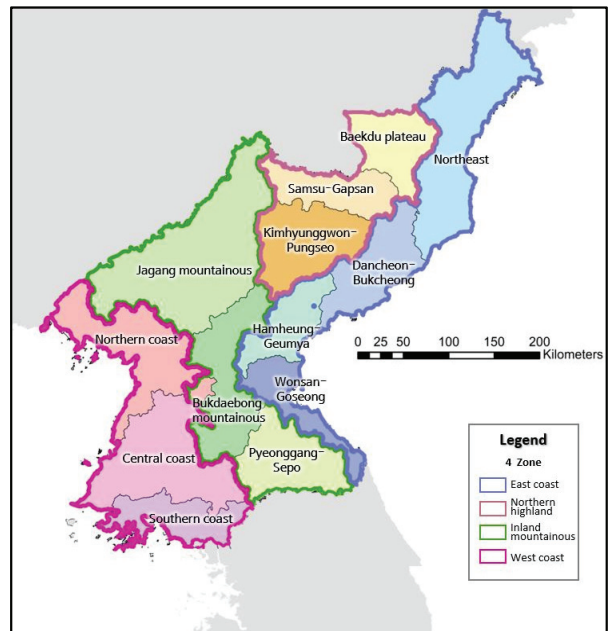 Baekdu plateau
Northeast
Samsu-Gapsan
Kimhyunggwon-
Pungseo
Jagang mountainous
Dancheon-
Bukcheong
Hamheung-
Geumya
Northern coast
Wonsan-
Goseong
Bukdaebong
mountainous
Pyeonggang-
Sepo
Central coast
Southern coast
0 25 50 100 150 200
Kilometers
Legend
4 Zone
East coast
Northern
highland
Inland
mountainous
West coast